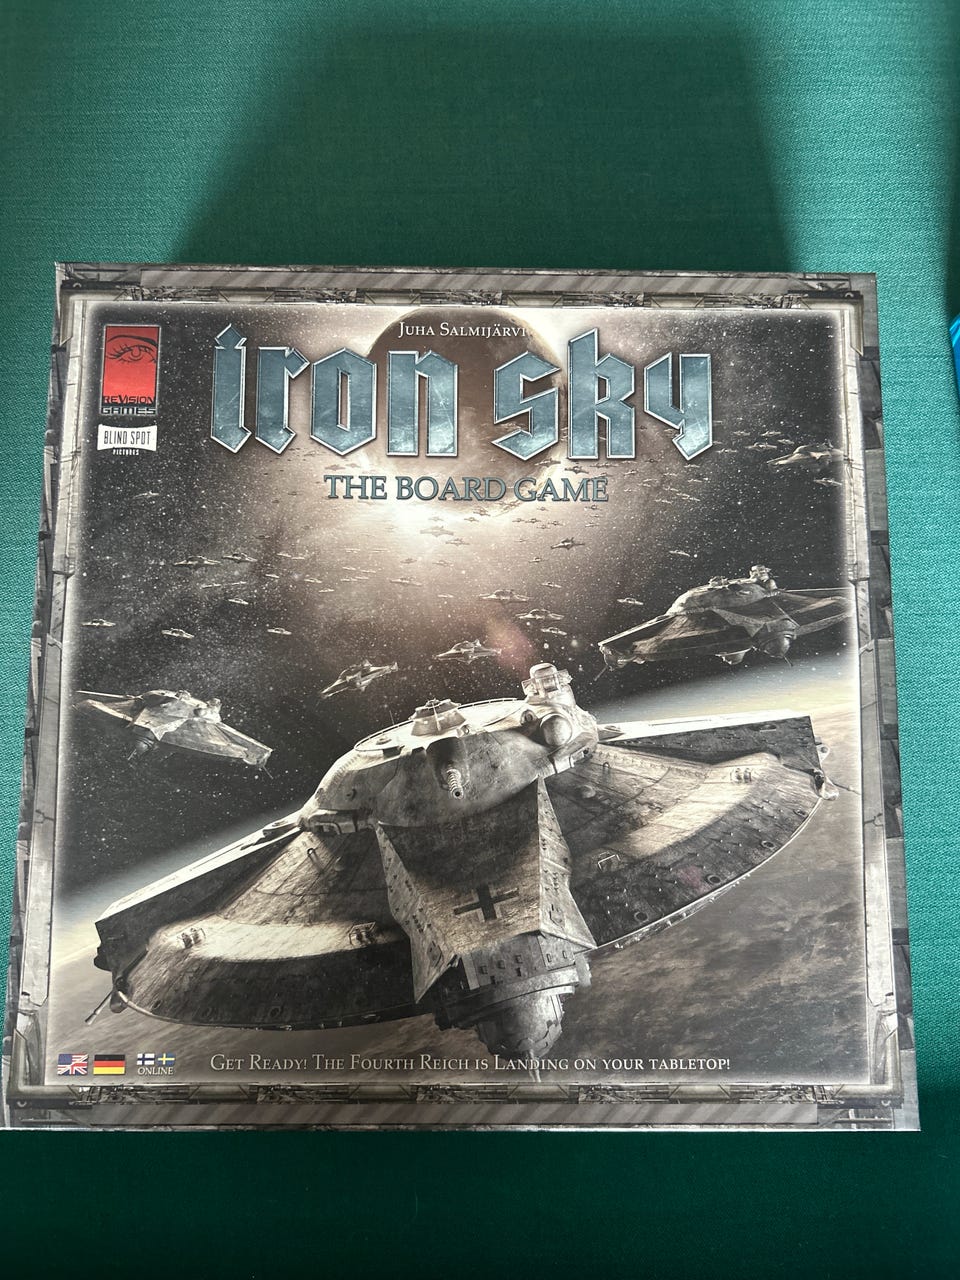 Juha Salmijärvi
iron sky
THE BOARD GAME
ReVision
GAMES
BLIND SPOT
PICTURES
ONLINE
Get Ready! The Fourth Reich is Landing on your tabletop!